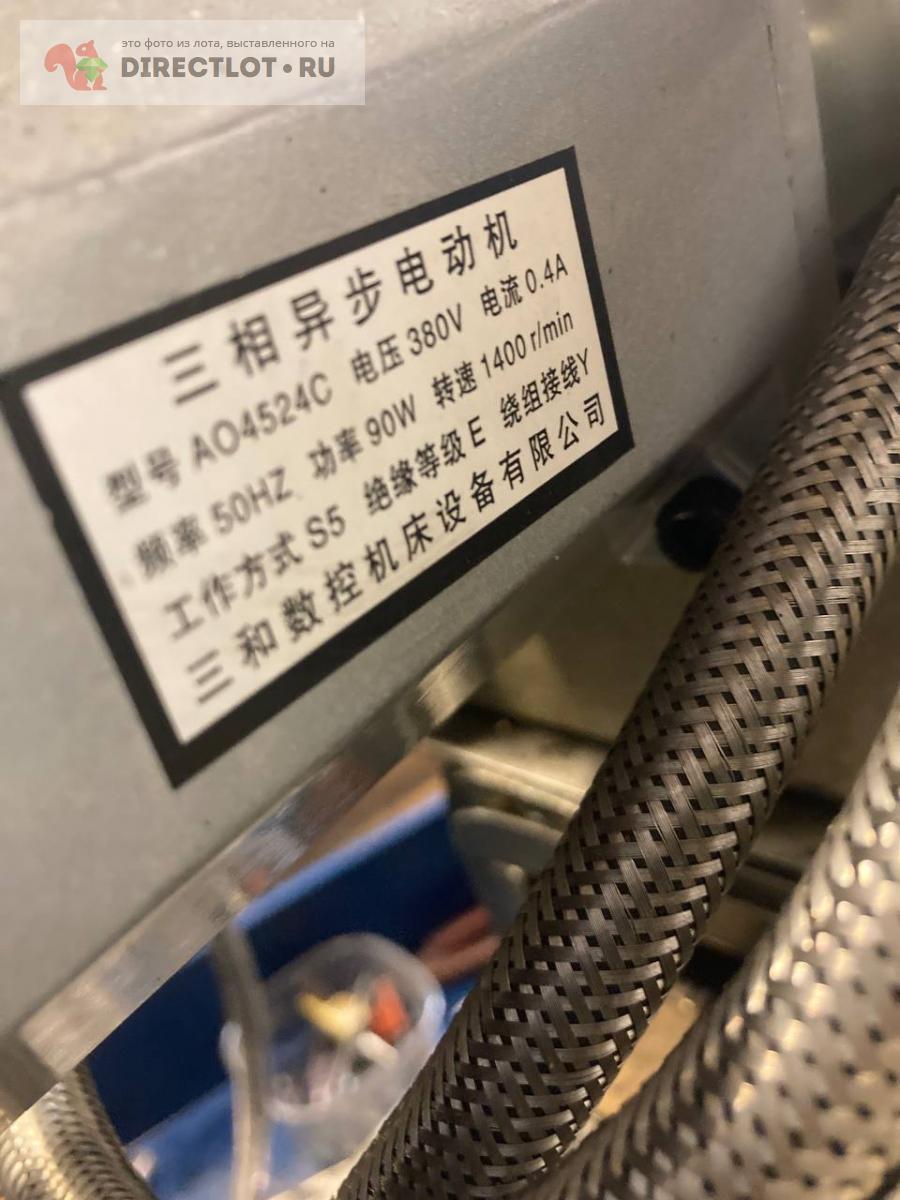 это фото из лота, выставленного на
DIRECTLOT•RU
三相异步电动机
型号 AO4524C 电压 380V 电流 0.4A
频率 50HZ 功率 90W 转速 1400 r/min
工作方式 S5 绝缘等级 E 绕组接线Y
三和数控机床设备有限公司